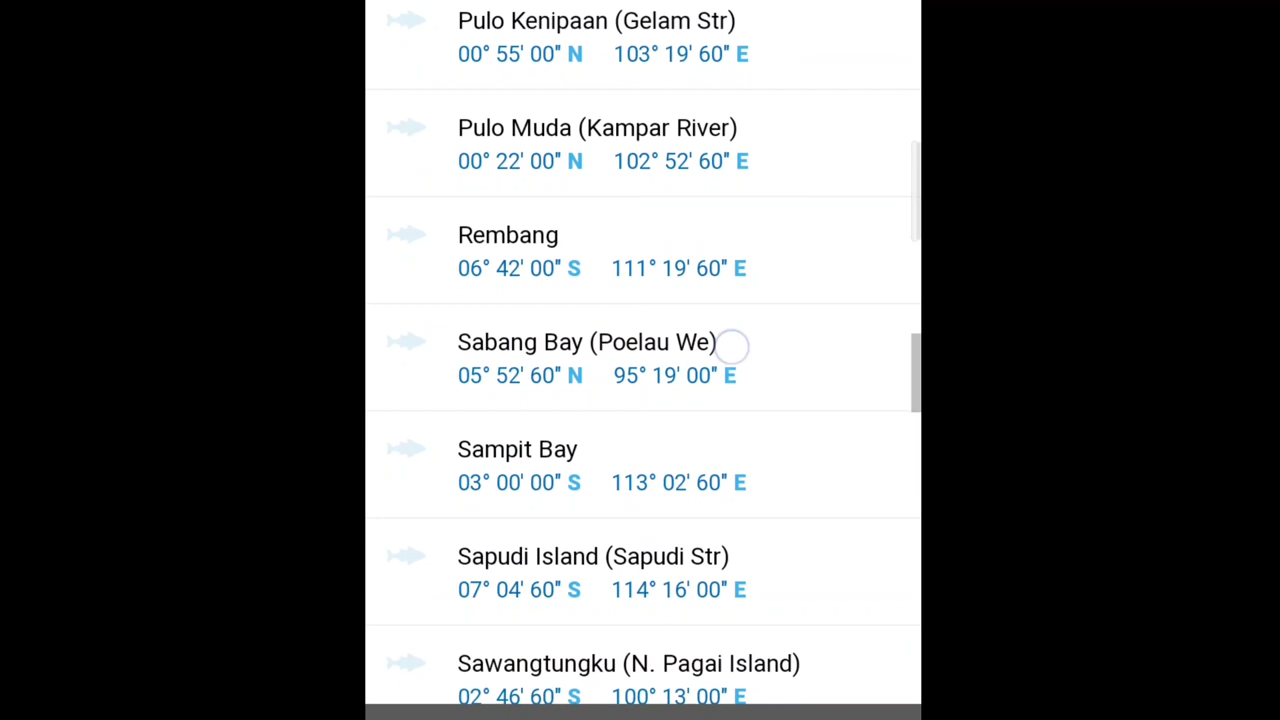 Pulo Kenipaan (Gelam Str)
00° 55' 00" N 103° 19' 60" E
Pulo Muda (Kampar River)
00° 22' 00" N 102° 52' 60" E
Rembang
06° 42' 00" S 111° 19' 60" E
Sabang Bay (Poelau We)
05° 52' 60" N 95° 19' 00" E
Sampit Bay
03° 00' 00" S 113° 02' 60" E
Sapudi Island (Sapudi Str)
07° 04' 60" S 114° 16' 00" E
Sawangtungku (N. Pagai Island)
02° 46' 60" S 100° 13' 00" E